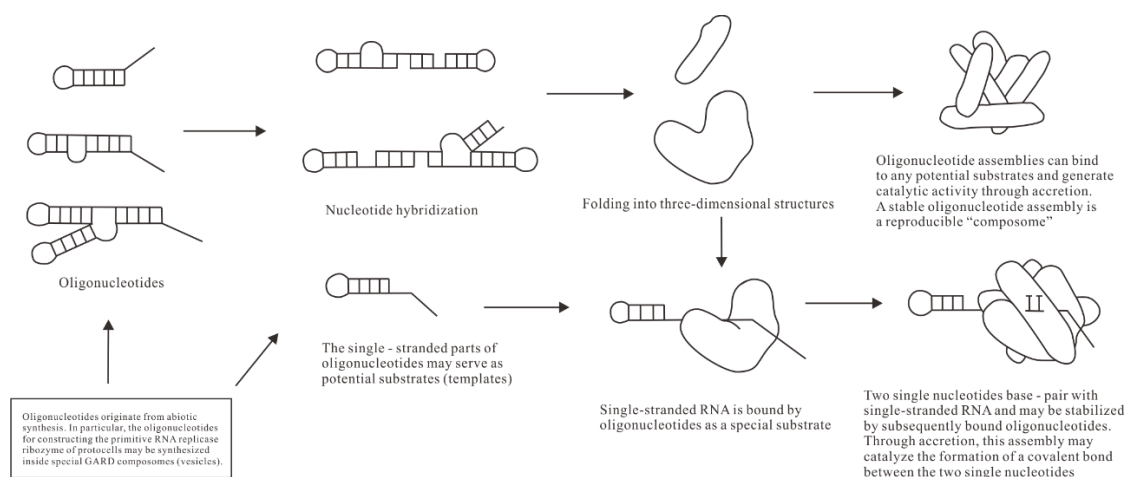 Oligonucleotides
Nucleotide hybridization
Folding into three-dimensional structures
Oligonucleotide assemblies can bind
to any potential substrates and generate
catalytic activity through accretion.
A stable oligonucleotide assembly is
a reproducible “composome”
Oligonucleotides originate from abiotic
synthesis. In particular, the oligonucleotides
for constructing the primitive RNA replicase
ribozyme of protocells may be synthesized
inside special GARD composomes (vesicles).
The single - stranded parts of
oligonucleotides may serve as
potential substrates (templates)
Single-stranded RNA is bound by
oligonucleotides as a special substrate
Two single nucleotides base - pair with
single-stranded RNA and may be stabilized
by subsequently bound oligonucleotides.
Through accretion, this assembly may
catalyze the formation of a covalent bond
between the two single nucleotides